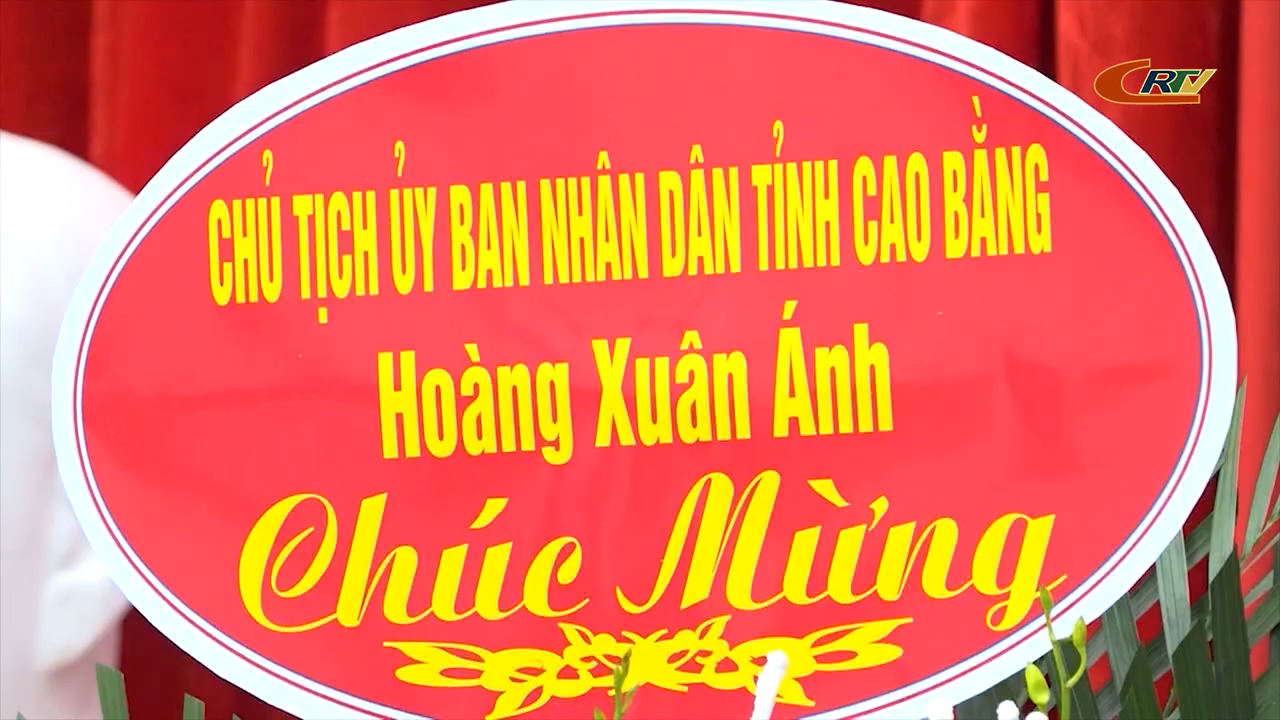 CRTV
CHỦ TỊCH ỦY BAN NHÂN DÂN TỈNH CAO BẰNG
Hoàng Xuân Ánh
Chúc Mừng